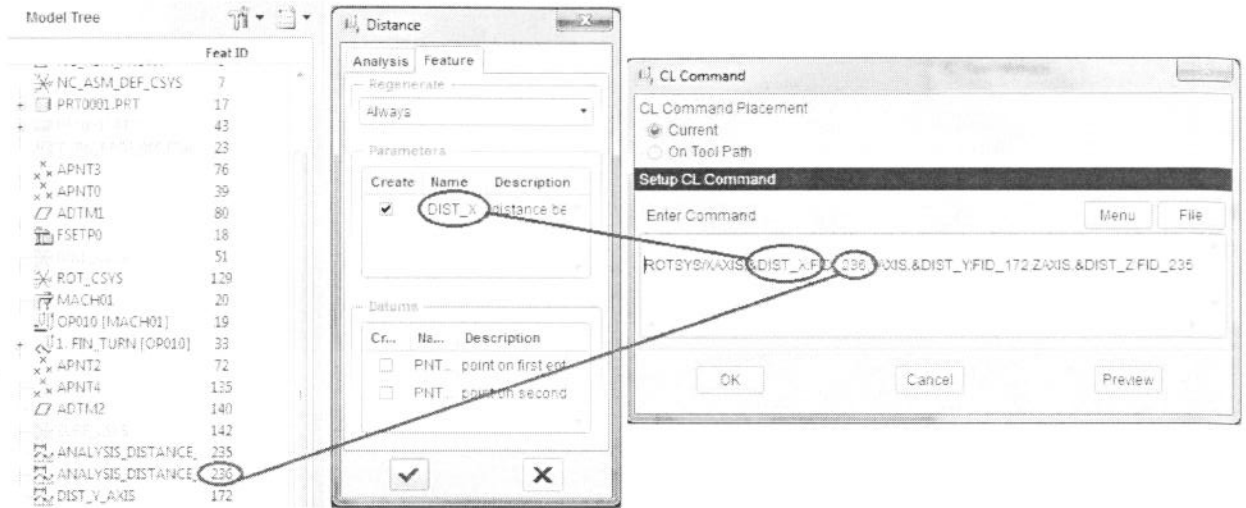 Model Tree
Feat ID
NC_ASM_DEF_CSYS 7
PRT0001.PRT 17
43
23
APNT3 76
APNT0 39
ADTM1 80
FSETP0 18
51
ROT_CSYS 129
MACH01 20
OP010 [MACH01] 19
1. FIN_TURN [OP010] 33
APNT2 72
APNT4 135
ADTM2 140
142
ANALYSIS_DISTANCE_ 235
ANALYSIS_DISTANCE_ 236
DIST_Y_AXIS 172
Distance
Analysis Feature
Regenerate
Always
Parameters
Create Name Description
DIST_X distance be
Datums
Cr... Na... Description
PNT... point on first ent
PNT... point on second
CL Command
CL Command Placement
Current
On Tool Path
Setup CL Command
Enter Command
Menu File
ROTSYS/XAXIS,&DIST_X:FID_236, YAXIS,&DIST_Y:FID_172,ZAXIS,&DIST_Z:FID_235
OK Cancel Preview